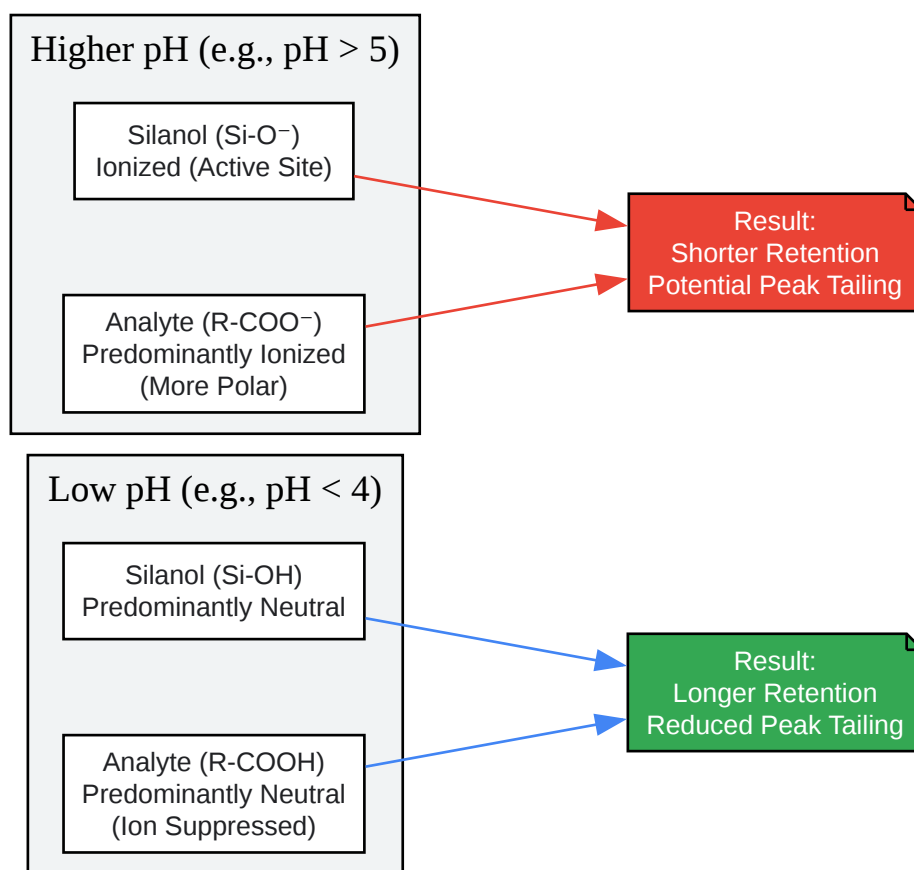 Higher pH (e.g., pH > 5)
Silanol (Si-O⁻)
Ionized (Active Site)
Analyte (R-COO⁻)
Predominantly Ionized
(More Polar)
Result:
Shorter Retention
Potential Peak Tailing
Low pH (e.g., pH < 4)
Silanol (Si-OH)
Predominantly Neutral
Analyte (R-COOH)
Predominantly Neutral
(Ion Suppressed)
Result:
Longer Retention
Reduced Peak Tailing